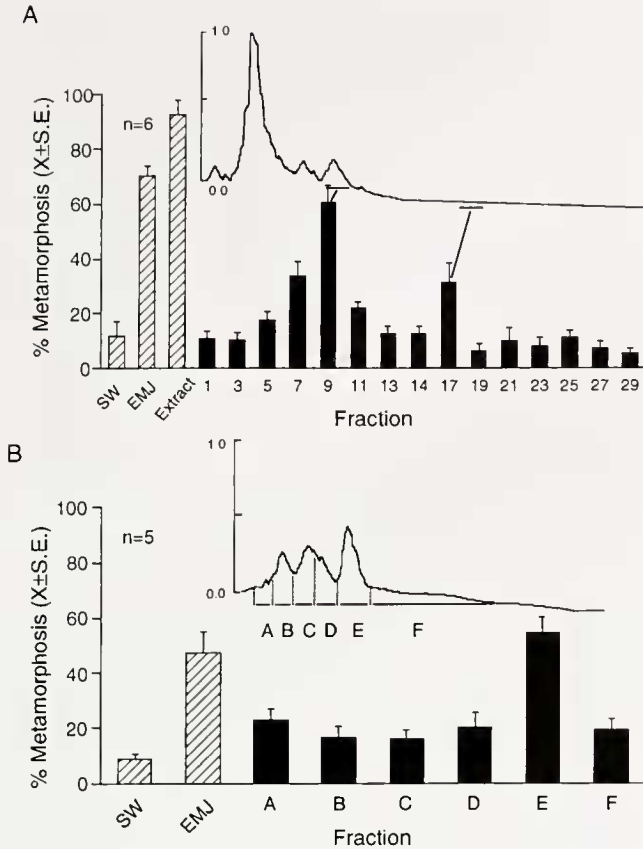 A
1 0
0 0
100
80
60
40
20
0
% Metamorphosis (X±S.E.)
n=6
SW EMJ Extract 1 3 5 7 9 11 13 14 17 19 21 23 25 27 29
Fraction
B
1 0
0.0
A B C D E F
100
80
60
40
20
0
% Metamorphosis (X±S.E.)
n=5
SW EMJ A B C D E F
Fraction